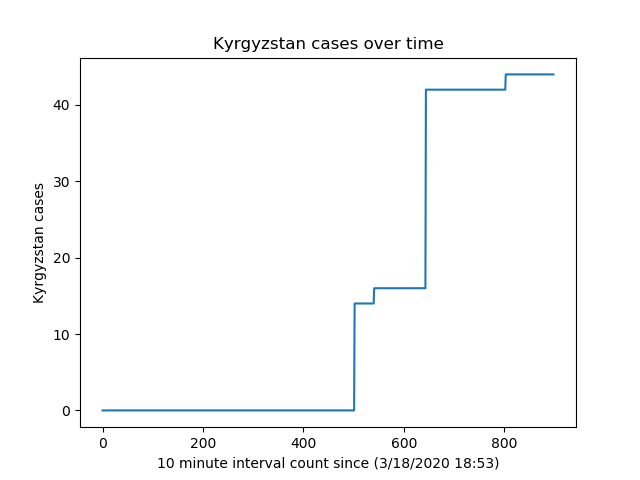 Kyrgyzstan cases over time
40
30
20
10
0
Kyrgyzstan cases
0 200 400 600 800
10 minute interval count since (3/18/2020 18:53)